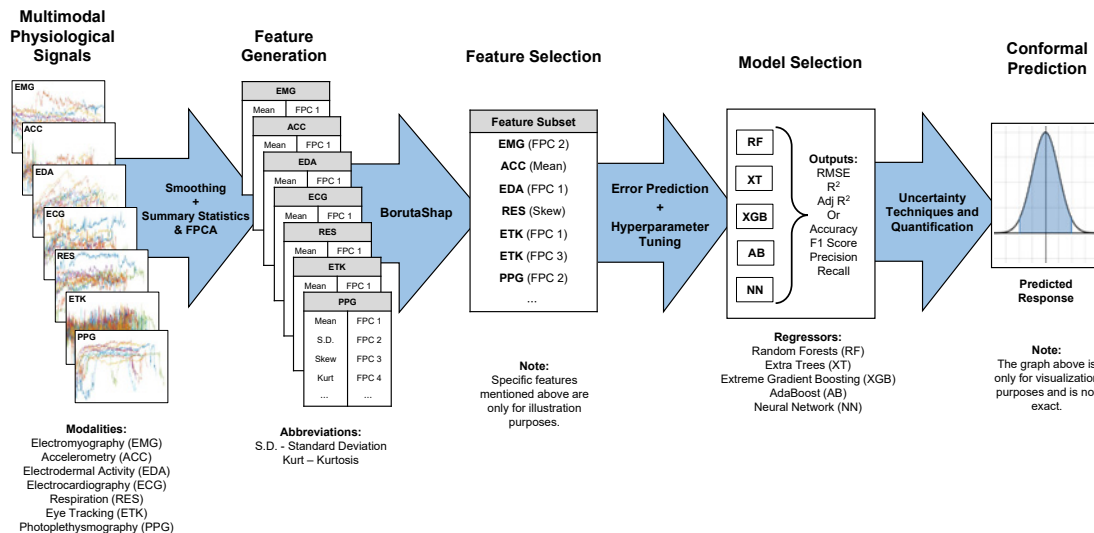 Multimodal
Physiological
Signals
EMG
ACC
EDA
ECG
RES
ETK
PPG
Modalities:
Electromyography (EMG)
Accelerometry (ACC)
Electrodermal Activity (EDA)
Electrocardiography (ECG)
Respiration (RES)
Eye Tracking (ETK)
Photoplethysmography (PPG)
Smoothing
+
Summary Statistics
& FPCA
Feature
Generation
EMG
Mean FPC 1
ACC
Mean FPC 1
EDA
Mean FPC 1
ECG
Mean FPC 1
RES
Mean FPC 1
ETK
Mean FPC 1
PPG
Mean FPC 1
S.D. FPC 2
Skew FPC 3
Kurt FPC 4
... ...
Abbreviations:
S.D. - Standard Deviation
Kurt – Kurtosis
BorutaShap
Feature Selection
Feature Subset
EMG (FPC 2)
ACC (Mean)
EDA (FPC 1)
RES (Skew)
ETK (FPC 1)
ETK (FPC 3)
PPG (FPC 2)
...
Note:
Specific features
mentioned above are
only for illustration
purposes.
Error Prediction
+
Hyperparameter
Tuning
Model Selection
RF
XT
XGB
AB
NN
Outputs:
RMSE
R²
Adj R²
Or
Accuracy
F1 Score
Precision
Recall
Regressors:
Random Forests (RF)
Extra Trees (XT)
Extreme Gradient Boosting (XGB)
AdaBoost (AB)
Neural Network (NN)
Uncertainty
Techniques and
Quantification
Conformal
Prediction
Predicted
Response
Note:
The graph above is
only for visualization
purposes and is no
exact.